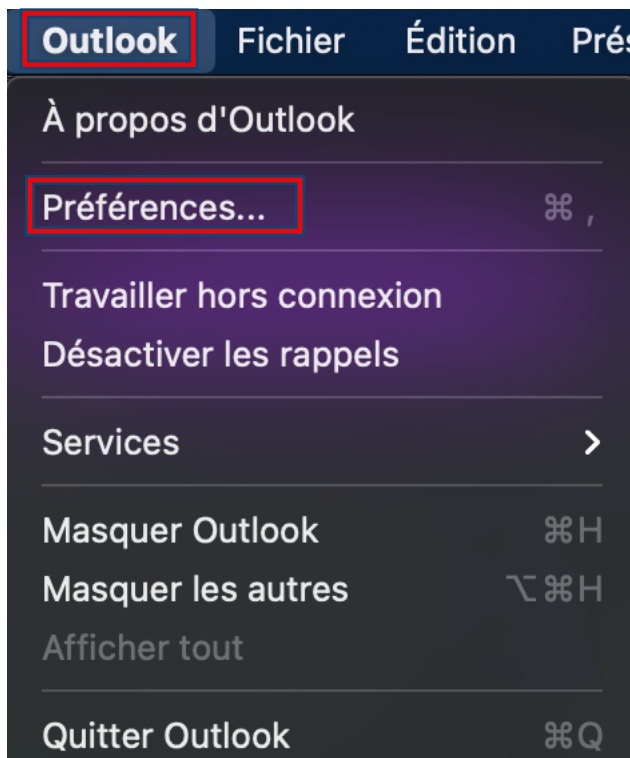 Outlook Fichier Édition Prés
À propos d'Outlook
Préférences... ⌘ ,
Travailler hors connexion
Désactiver les rappels
Services
Masquer Outlook ⌘H
Masquer les autres ⌥⌘H
Afficher tout
Quitter Outlook ⌘Q